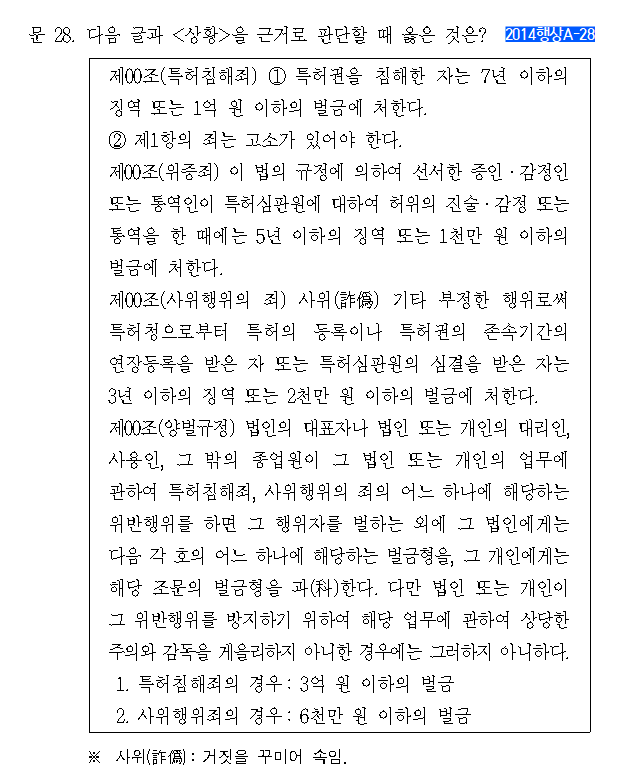 문 28. 다음 글과 <상황>을 근거로 판단할 때 옳은 것은? 2014행상A-28
제00조(특허침해죄) ① 특허권을 침해한 자는 7년 이하의
징역 또는 1억 원 이하의 벌금에 처한다.
② 제1항의 죄는 고소가 있어야 한다.
제00조(위증죄) 이 법의 규정에 의하여 선서한 증인·감정인
또는 통역인이 특허심판원에 대하여 허위의 진술·감정 또는
통역을 한 때에는 5년 이하의 징역 또는 1천만 원 이하의
벌금에 처한다.
제00조(사위행위의 죄) 사위(詐僞) 기타 부정한 행위로써
특허청으로부터 특허의 등록이나 특허권의 존속기간의
연장등록을 받은 자 또는 특허심판원의 심결을 받은 자는
3년 이하의 징역 또는 2천만 원 이하의 벌금에 처한다.
제00조(양벌규정) 법인의 대표자나 법인 또는 개인의 대리인,
사용인, 그 밖의 종업원이 그 법인 또는 개인의 업무에
관하여 특허침해죄, 사위행위의 죄의 어느 하나에 해당하는
위반행위를 하면 그 행위자를 벌하는 외에 그 법인에게는
다음 각 호의 어느 하나에 해당하는 벌금형을, 그 개인에게는
해당 조문의 벌금형을 과(科)한다. 다만 법인 또는 개인이
그 위반행위를 방지하기 위하여 해당 업무에 관하여 상당한
주의와 감독을 게을리하지 아니한 경우에는 그러하지 아니하다.
1. 특허침해죄의 경우 : 3억 원 이하의 벌금
2. 사위행위죄의 경우 : 6천만 원 이하의 벌금
※ 사위(詐僞) : 거짓을 꾸미어 속임.